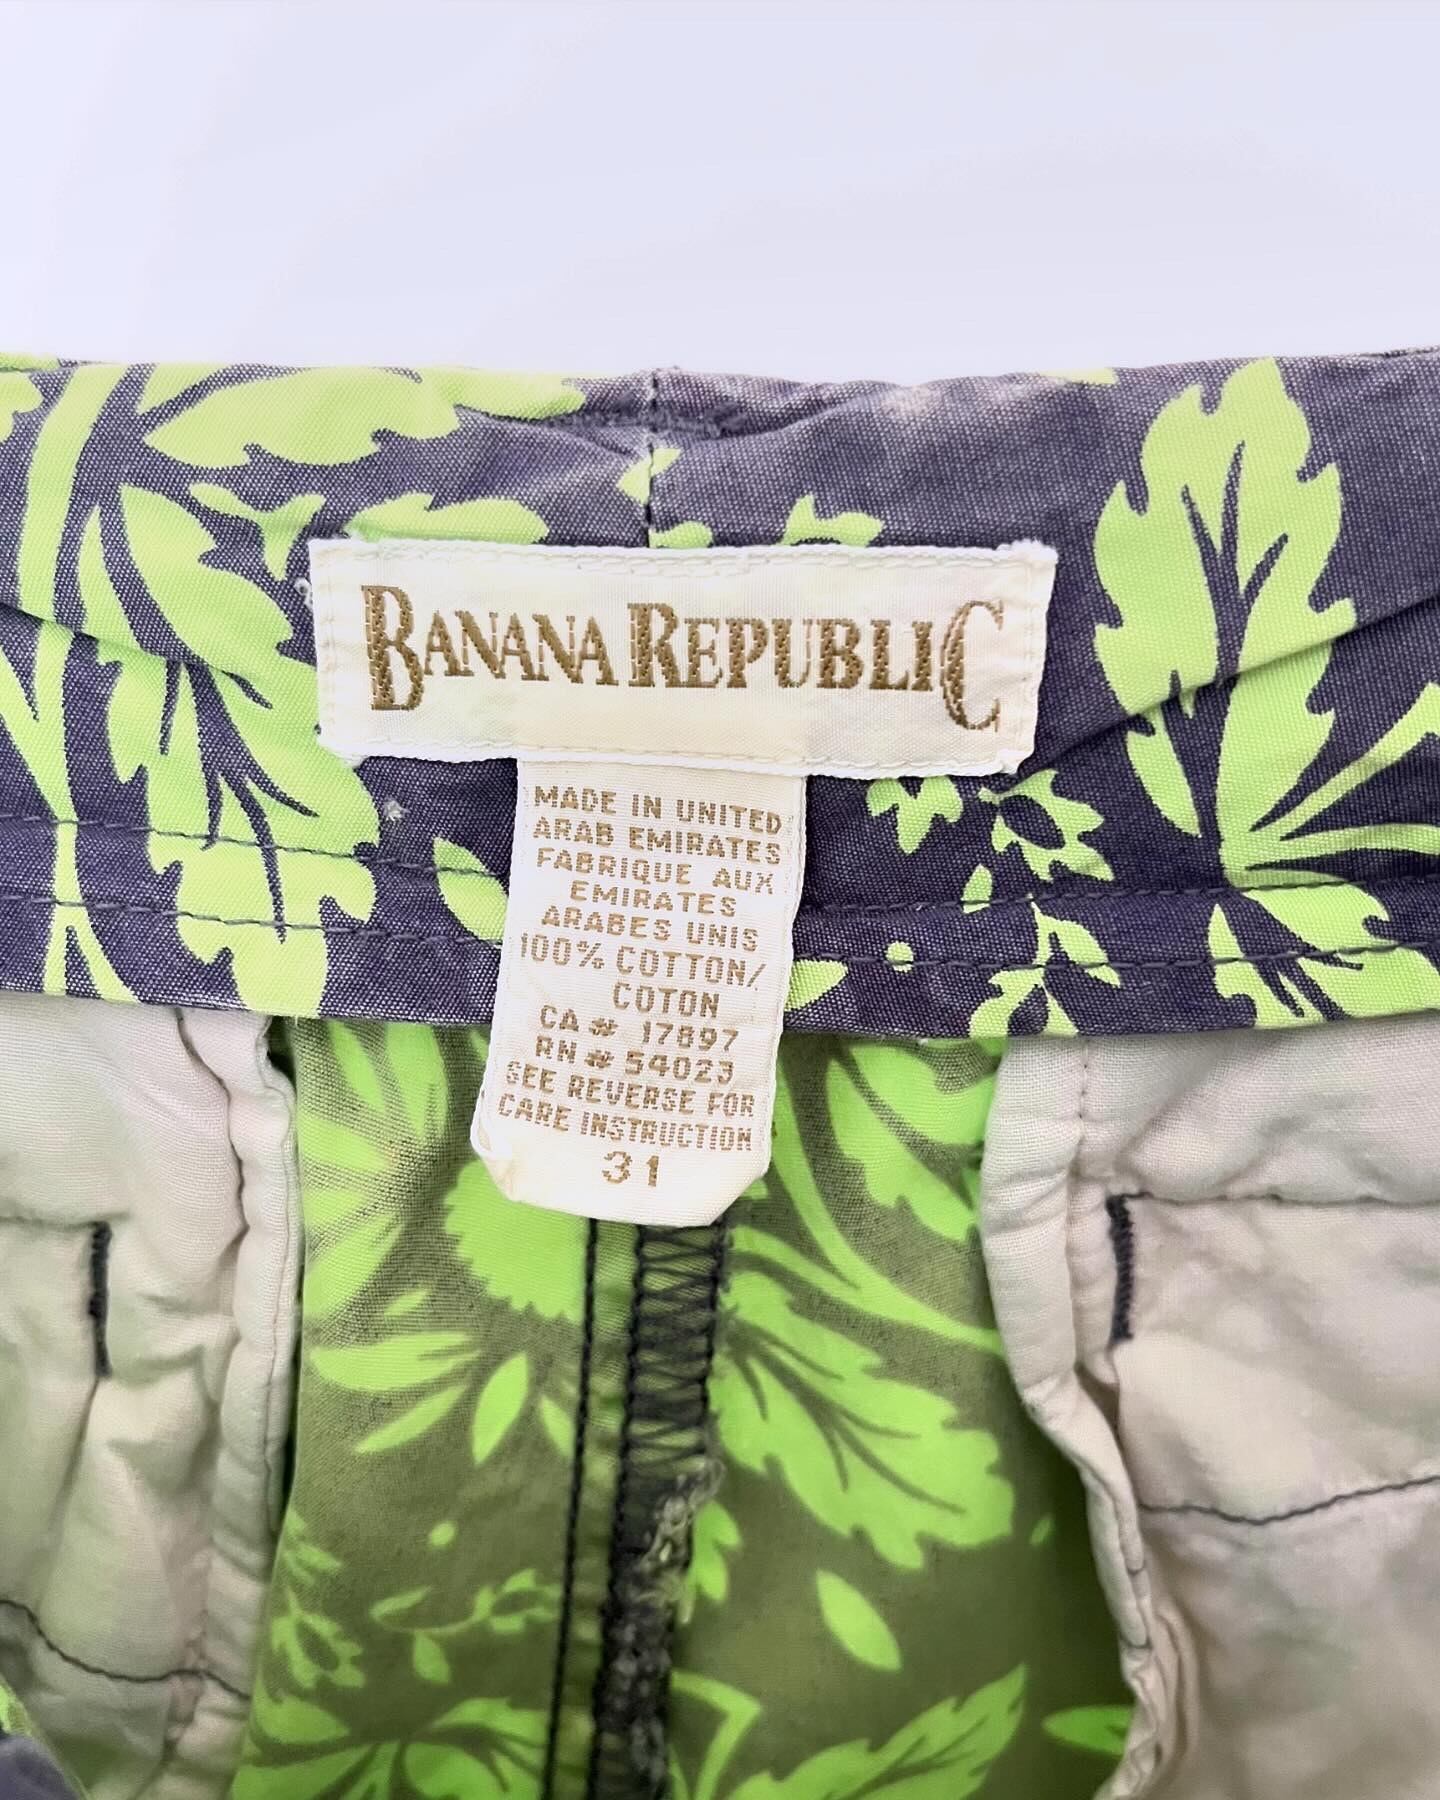 BANANA REPUBLIC
MADE IN UNITED
ARAB EMIRATES
FABRIQUE AUX
EMIRATES
ARABES UNIS
100% COTTON/
COTON
CA# 17897
RN# 54023
SEE REVERSE FOR
CARE INSTRUCTION
31